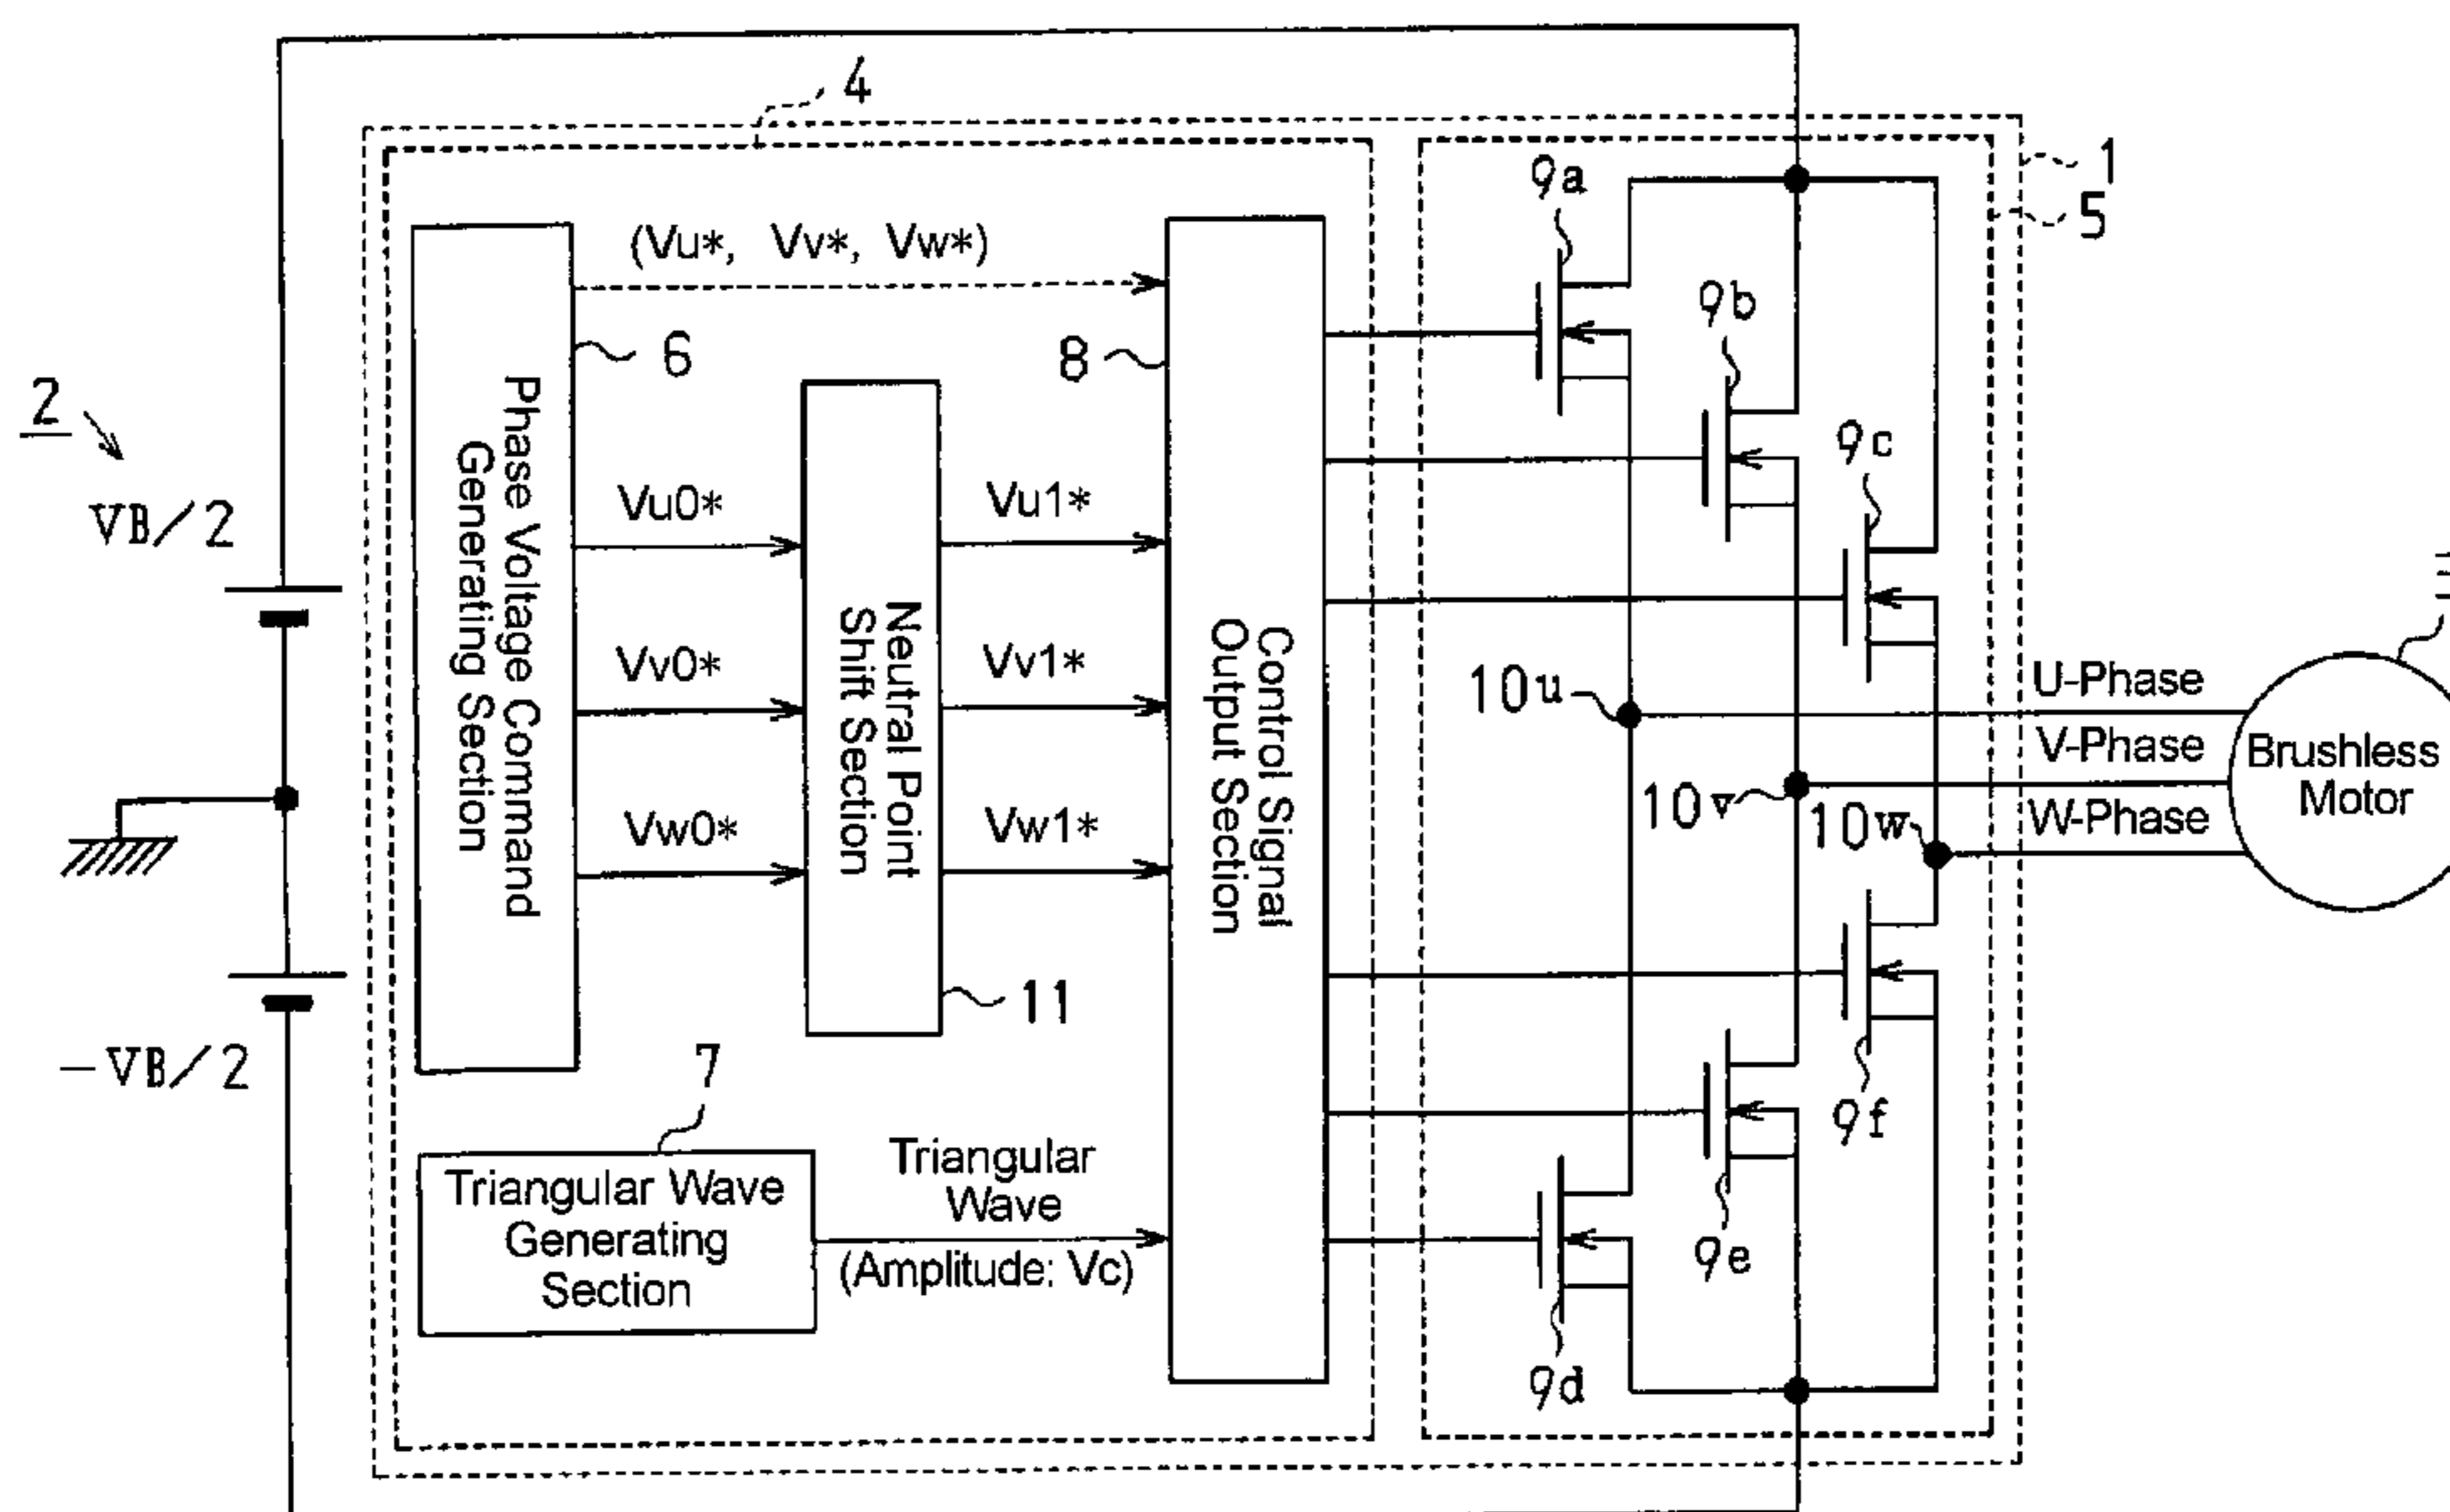 4
1
5
9a
(Vu*, Vv*, Vw*)
9b
6
8
2
Phase Voltage Command
Generating Section
9c
VB/2
Vu0*
Vu1*
Neutral Point
Shift Section
Control Signal
Output Section
Vv0*
Vv1*
10u
U-Phase
V-Phase
Brushless
Motor
10v
10w
W-Phase
Vw0*
Vw1*
11
−VB/2
7
9f
Triangular Wave
Generating
Section
Triangular
Wave
(Amplitude: Vc)
9e
9d